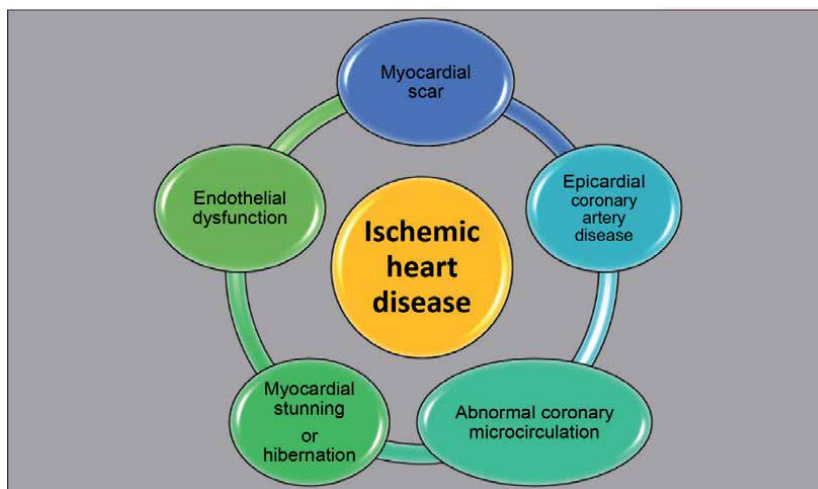 Myocardial
scar
Epicardial
coronary
artery
disease
Endothelial
dysfunction
Ischemic
heart
disease
Myocardial
stunning
or
hibernation
Abnormal coronary
microcirculation